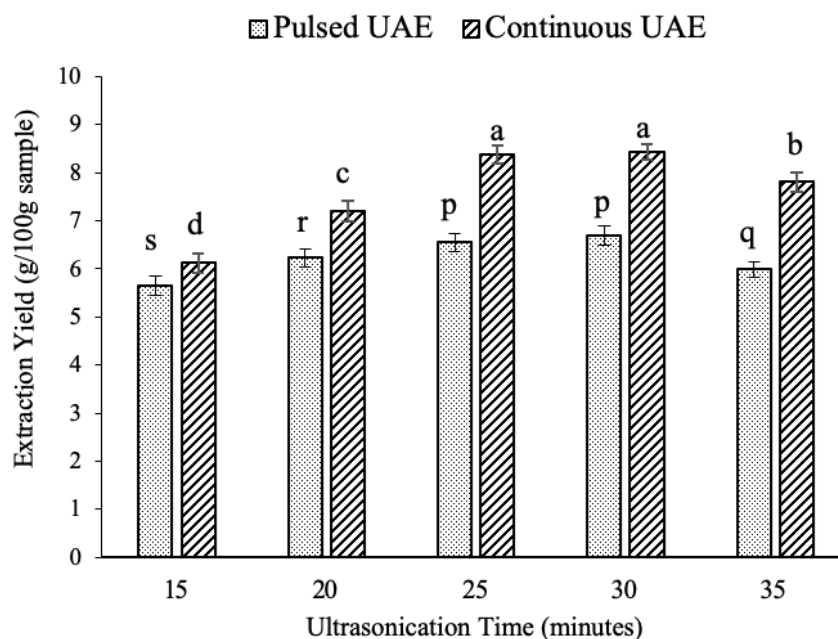 Pulsed UAE Continuous UAE
Extraction Yield (g/100g sample)
10
9
8
7
6
5
4
3
2
1
0
s d r c p a p a q b
15 20 25 30 35
Ultrasonication Time (minutes)